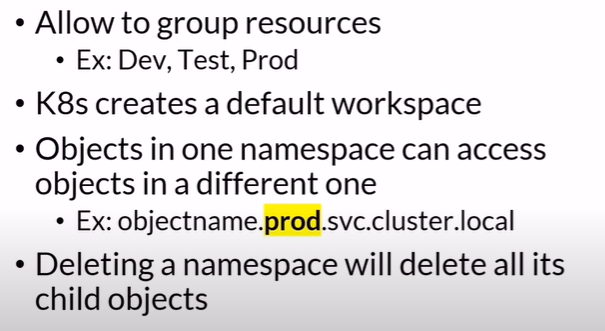 • Allow to group resources
• Ex: Dev, Test, Prod
• K8s creates a default workspace
• Objects in one namespace can access
objects in a different one
• Ex: objectname.prod.svc.cluster.local
• Deleting a namespace will delete all its
child objects